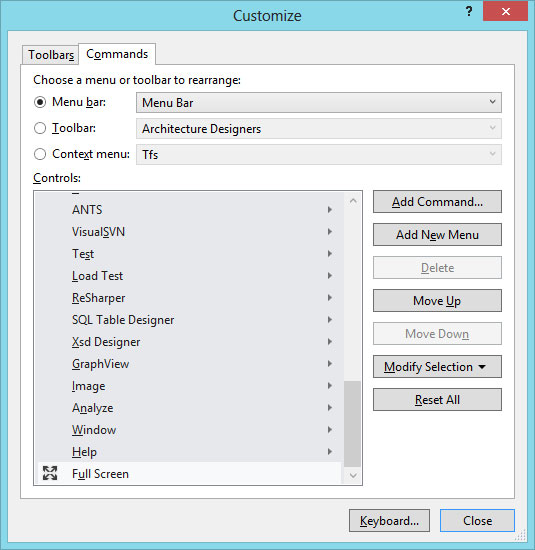 Customize
?
Toolbars
Commands
Choose a menu or toolbar to rearrange:
Menu bar:
Menu Bar
Toolbar:
Architecture Designers
Context menu:
Tfs
Controls:
ANTS
VisualSVN
Test
Load Test
ReSharper
SQL Table Designer
Xsd Designer
GraphView
Image
Analyze
Window
Help
Full Screen
Add Command...
Add New Menu
Delete
Move Up
Move Down
Modify Selection
Reset All
Keyboard...
Close